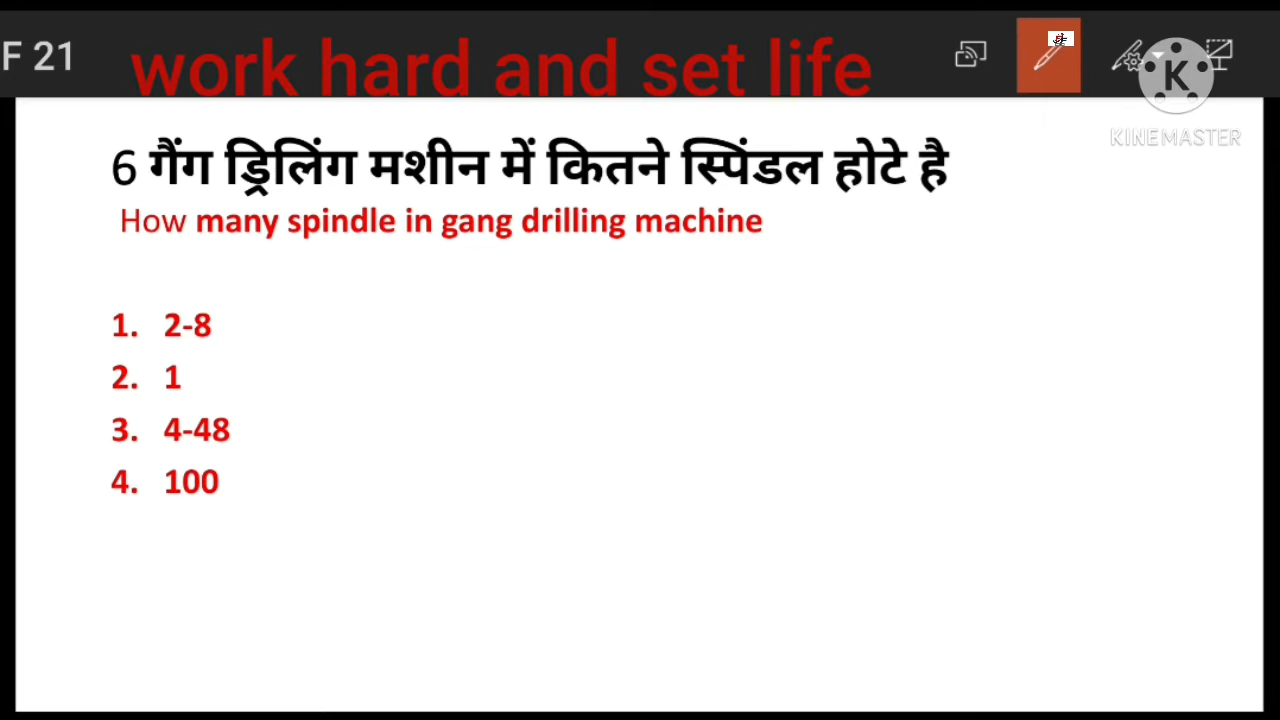 F 21
work hard and set life
K
KINEMASTER
6 गैंग ड्रिलिंग मशीन में कितने स्पिंडल होटे है
How many spindle in gang drilling machine
1. 2-8
2. 1
3. 4-48
4. 100